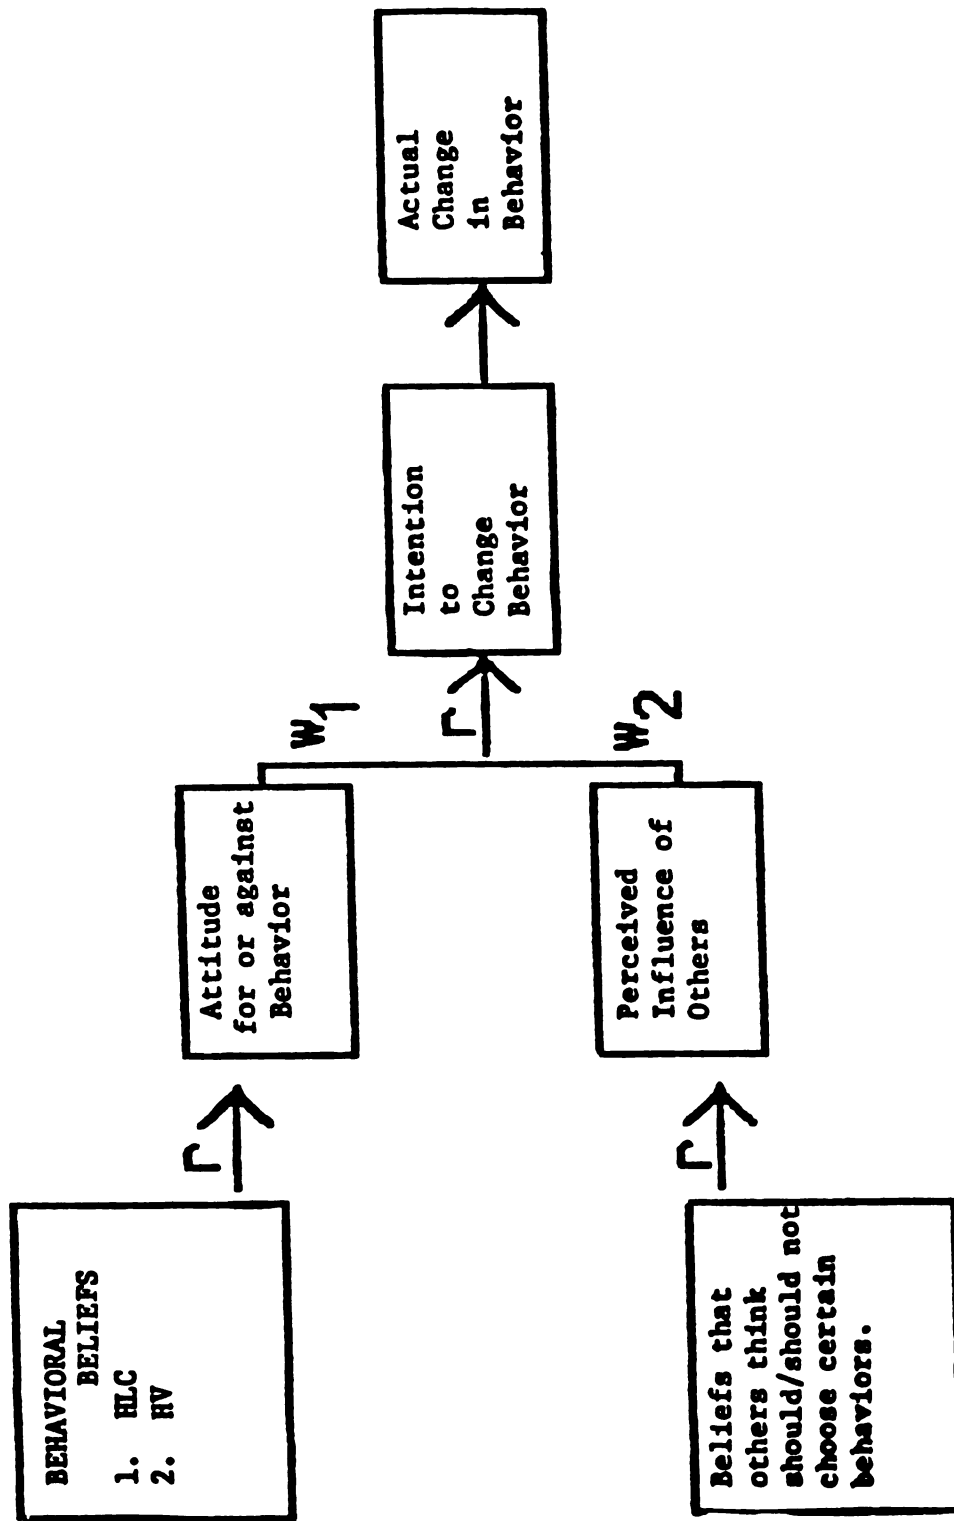 BEHAVIORAL
BELIEFS
1. HLC
2. HV
r
Attitude
for or against
Behavior
W1
Beliefs that
others think
should/should not
choose certain
behaviors.
r
Perceived
Influence of
Others
W2
r
Intention
to
Change
Behavior
Actual
Change
in
Behavior